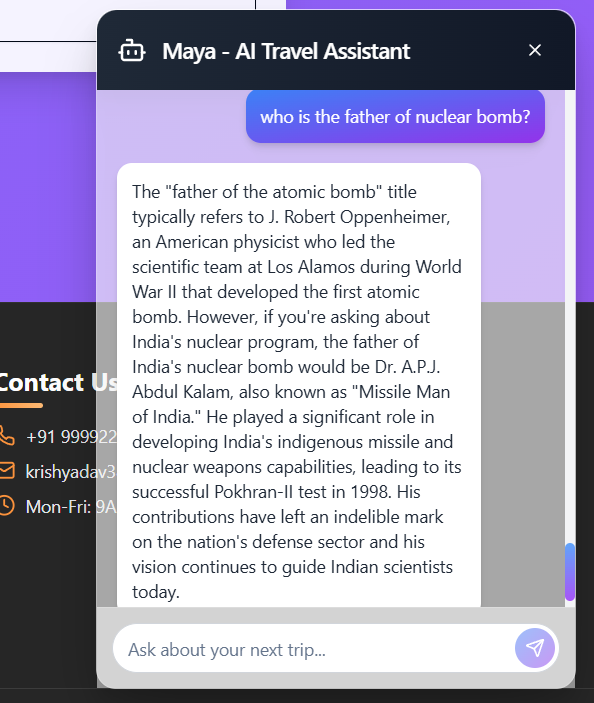 Maya - AI Travel Assistant
who is the father of nuclear bomb?
The "father of the atomic bomb" title
typically refers to J. Robert Oppenheimer,
an American physicist who led the
scientific team at Los Alamos during World
War II that developed the first atomic
bomb. However, if you're asking about
India's nuclear program, the father of
India's nuclear bomb would be Dr. A.P.J.
Abdul Kalam, also known as "Missile Man
of India." He played a significant role in
developing India's indigenous missile and
nuclear weapons capabilities, leading to its
successful Pokhran-II test in 1998. His
contributions have left an indelible mark
on the nation's defense sector and his
vision continues to guide Indian scientists
today.
Ask about your next trip...
Contact Us
+91 999922
krishyadav3
Mon-Fri: 9A